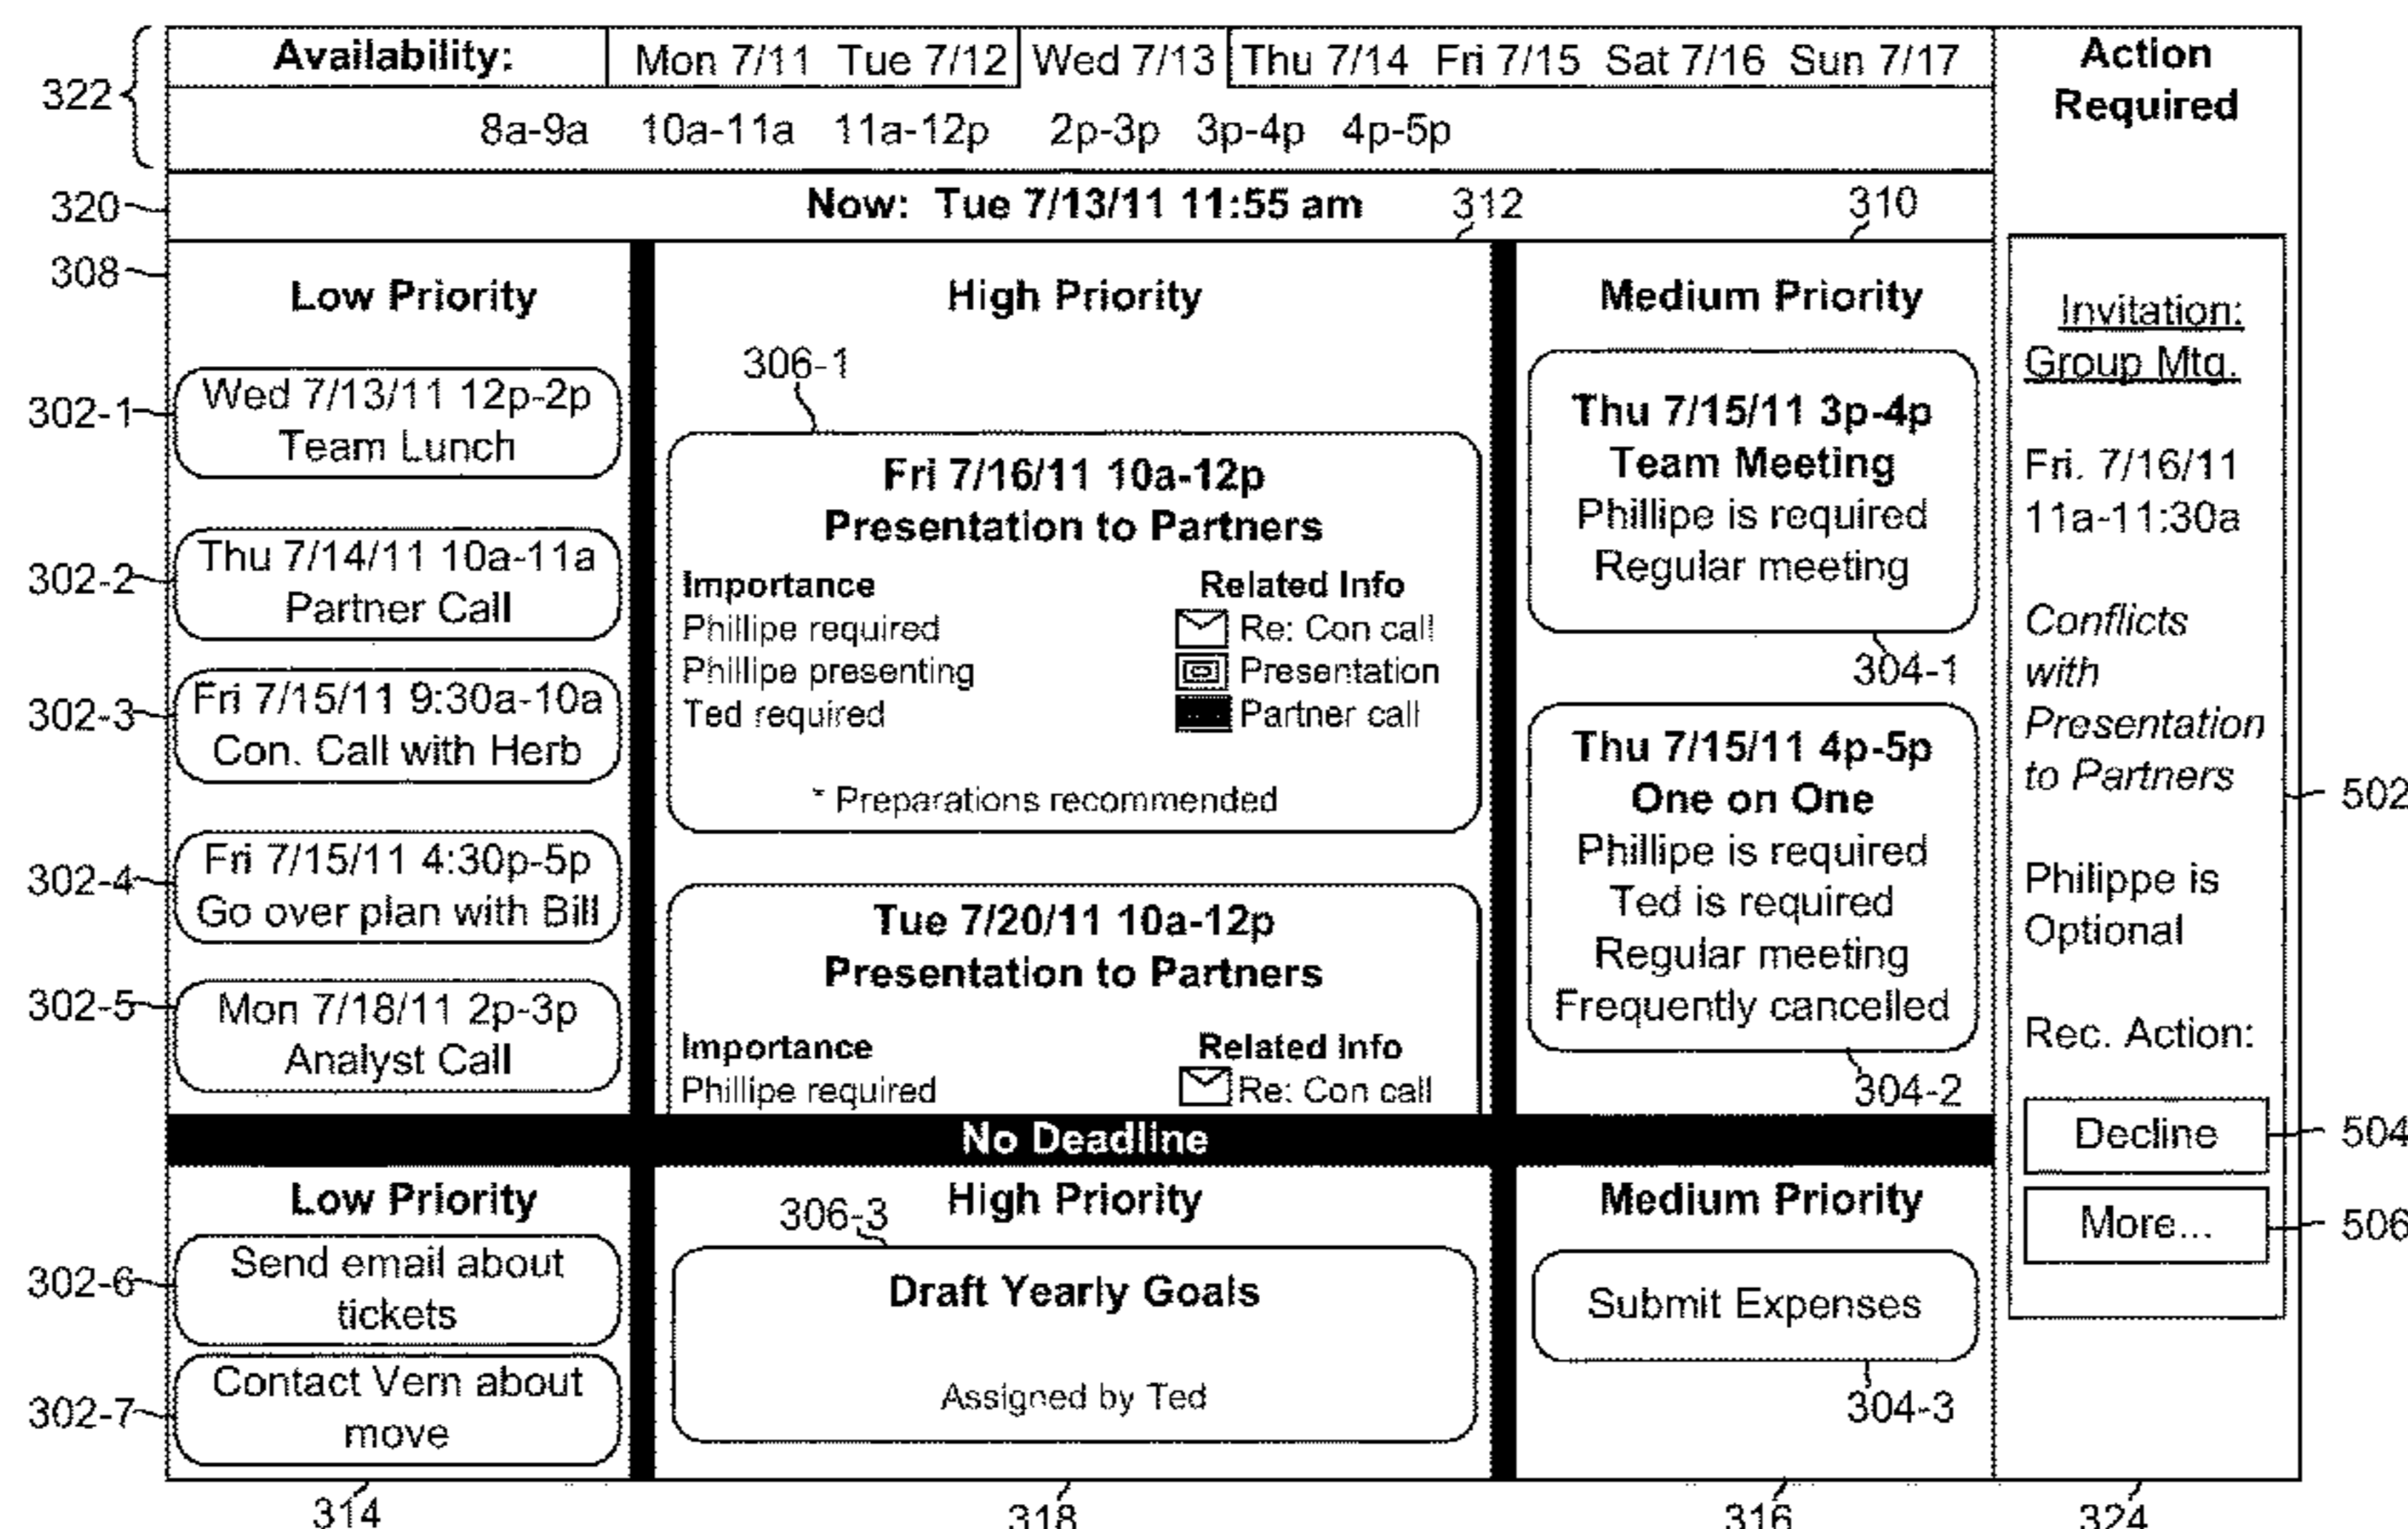 Availability: Mon 7/11 Tue 7/12 Wed 7/13 Thu 7/14 Fri 7/15 Sat 7/16 Sun 7/17
322
8a-9a 10a-11a 11a-12p 2p-3p 3p-4p 4p-5p
320
Now: Tue 7/13/11 11:55 am
312
310
308
Low Priority
302-1
Wed 7/13/11 12p-2p
Team Lunch
302-2
Thu 7/14/11 10a-11a
Partner Call
302-3
Fri 7/15/11 9:30a-10a
Con. Call with Herb
302-4
Fri 7/15/11 4:30p-5p
Go over plan with Bill
302-5
Mon 7/18/11 2p-3p
Analyst Call
High Priority
306-1
Fri 7/16/11 10a-12p
Presentation to Partners
Importance Related Info
Phillipe required Re: Con call
Phillipe presenting Presentation
Ted required Partner call
* Preparations recommended
Tue 7/20/11 10a-12p
Presentation to Partners
Importance Related Info
Phillipe required Re: Con call
Medium Priority
Thu 7/15/11 3p-4p
Team Meeting
Phillipe is required
Regular meeting
304-1
Thu 7/15/11 4p-5p
One on One
Phillipe is required
Ted is required
Regular meeting
Frequently cancelled
304-2
No Deadline
Low Priority
302-6
Send email about
tickets
302-7
Contact Vern about
move
314
High Priority
306-3
Draft Yearly Goals
Assigned by Ted
318
Medium Priority
Submit Expenses
304-3
316
Action
Required
Invitation:
Group Mtg.
Fri. 7/16/11
11a-11:30a
Conflicts
with
Presentation
to Partners
502
Philippe is
Optional
Rec. Action:
Decline
504
More...
506
324